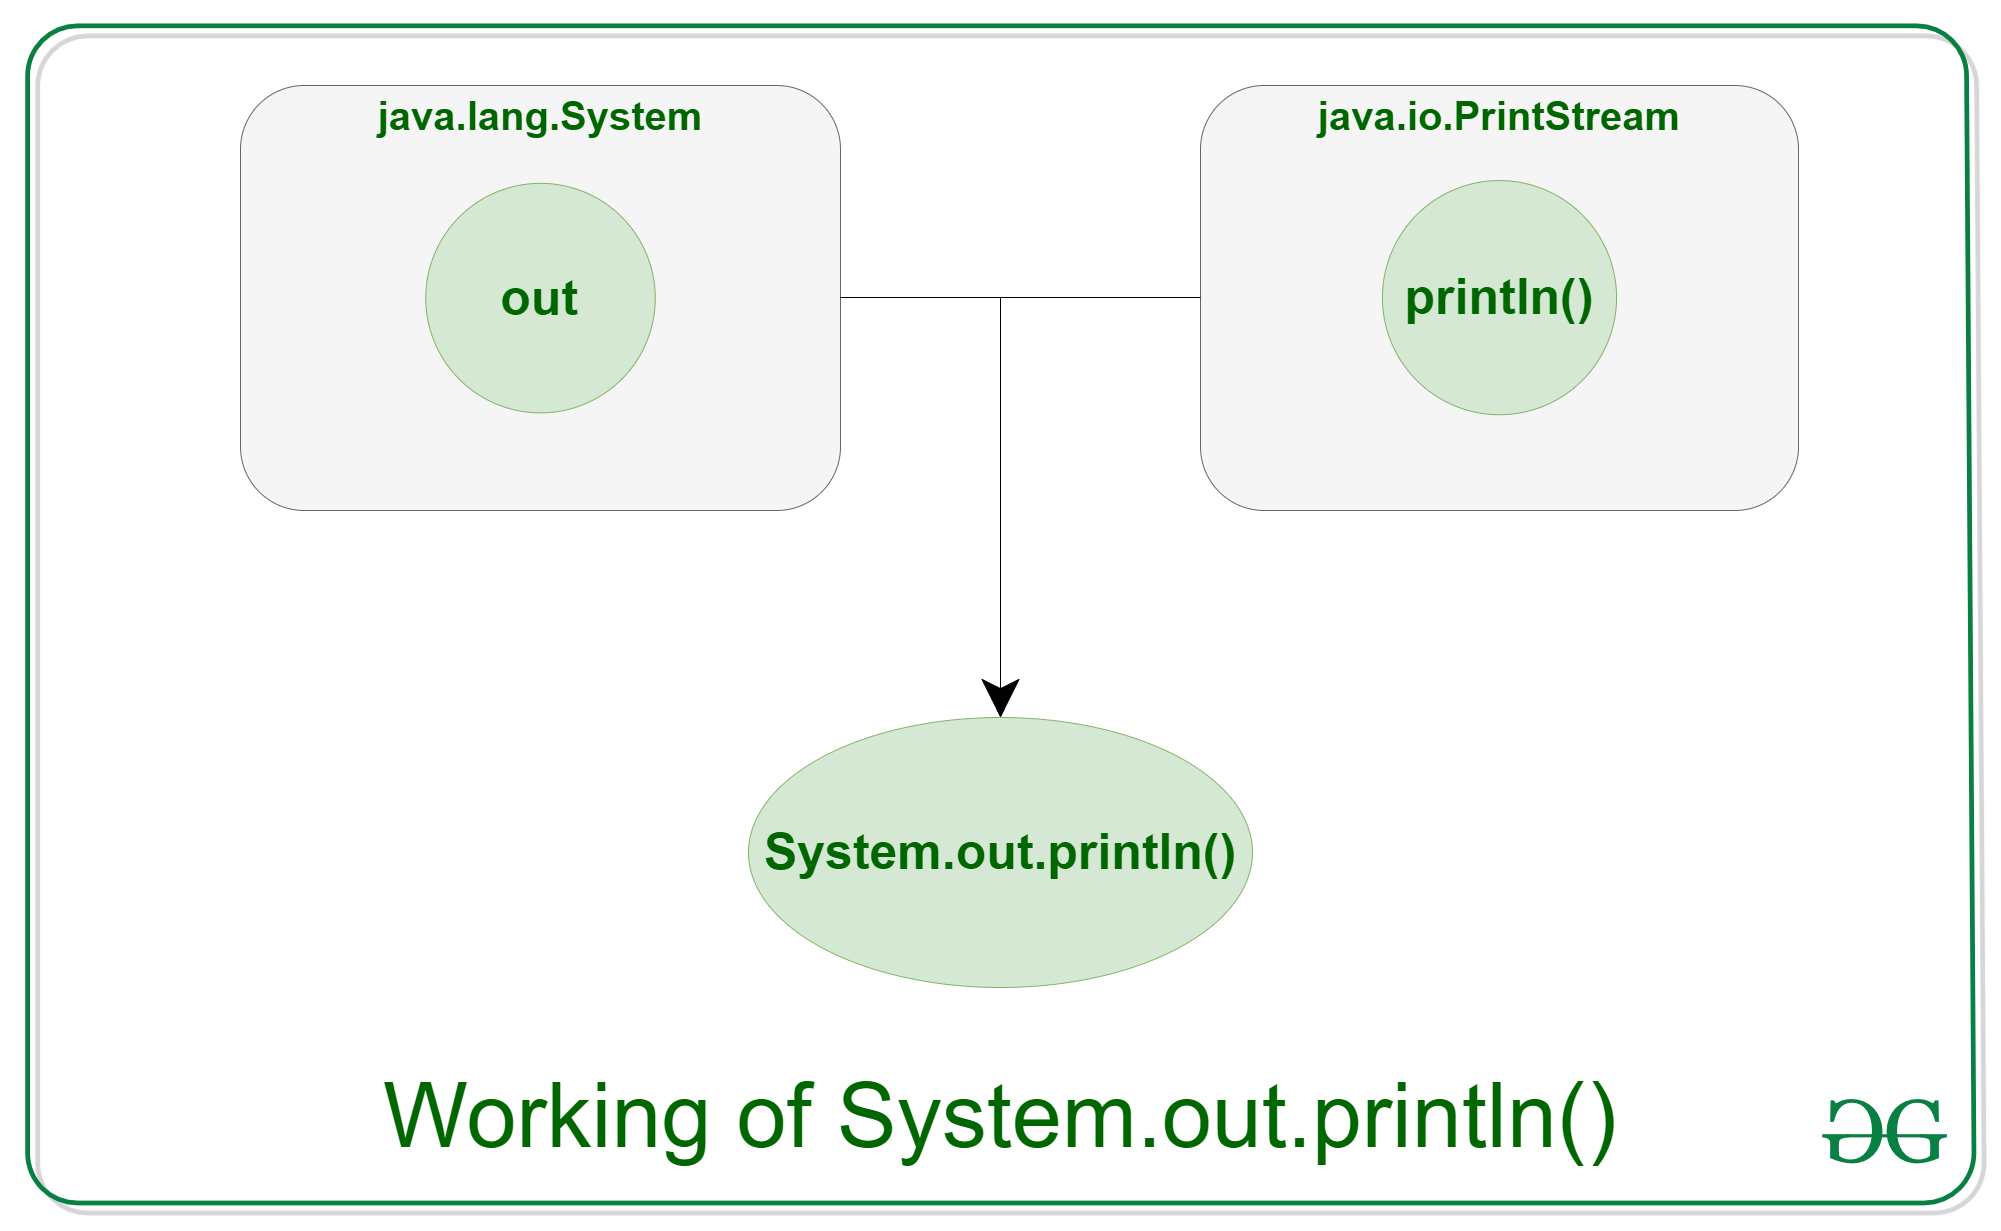 java.lang.System
java.io.PrintStream
out
println()
System.out.println()
Working of System.out.println()